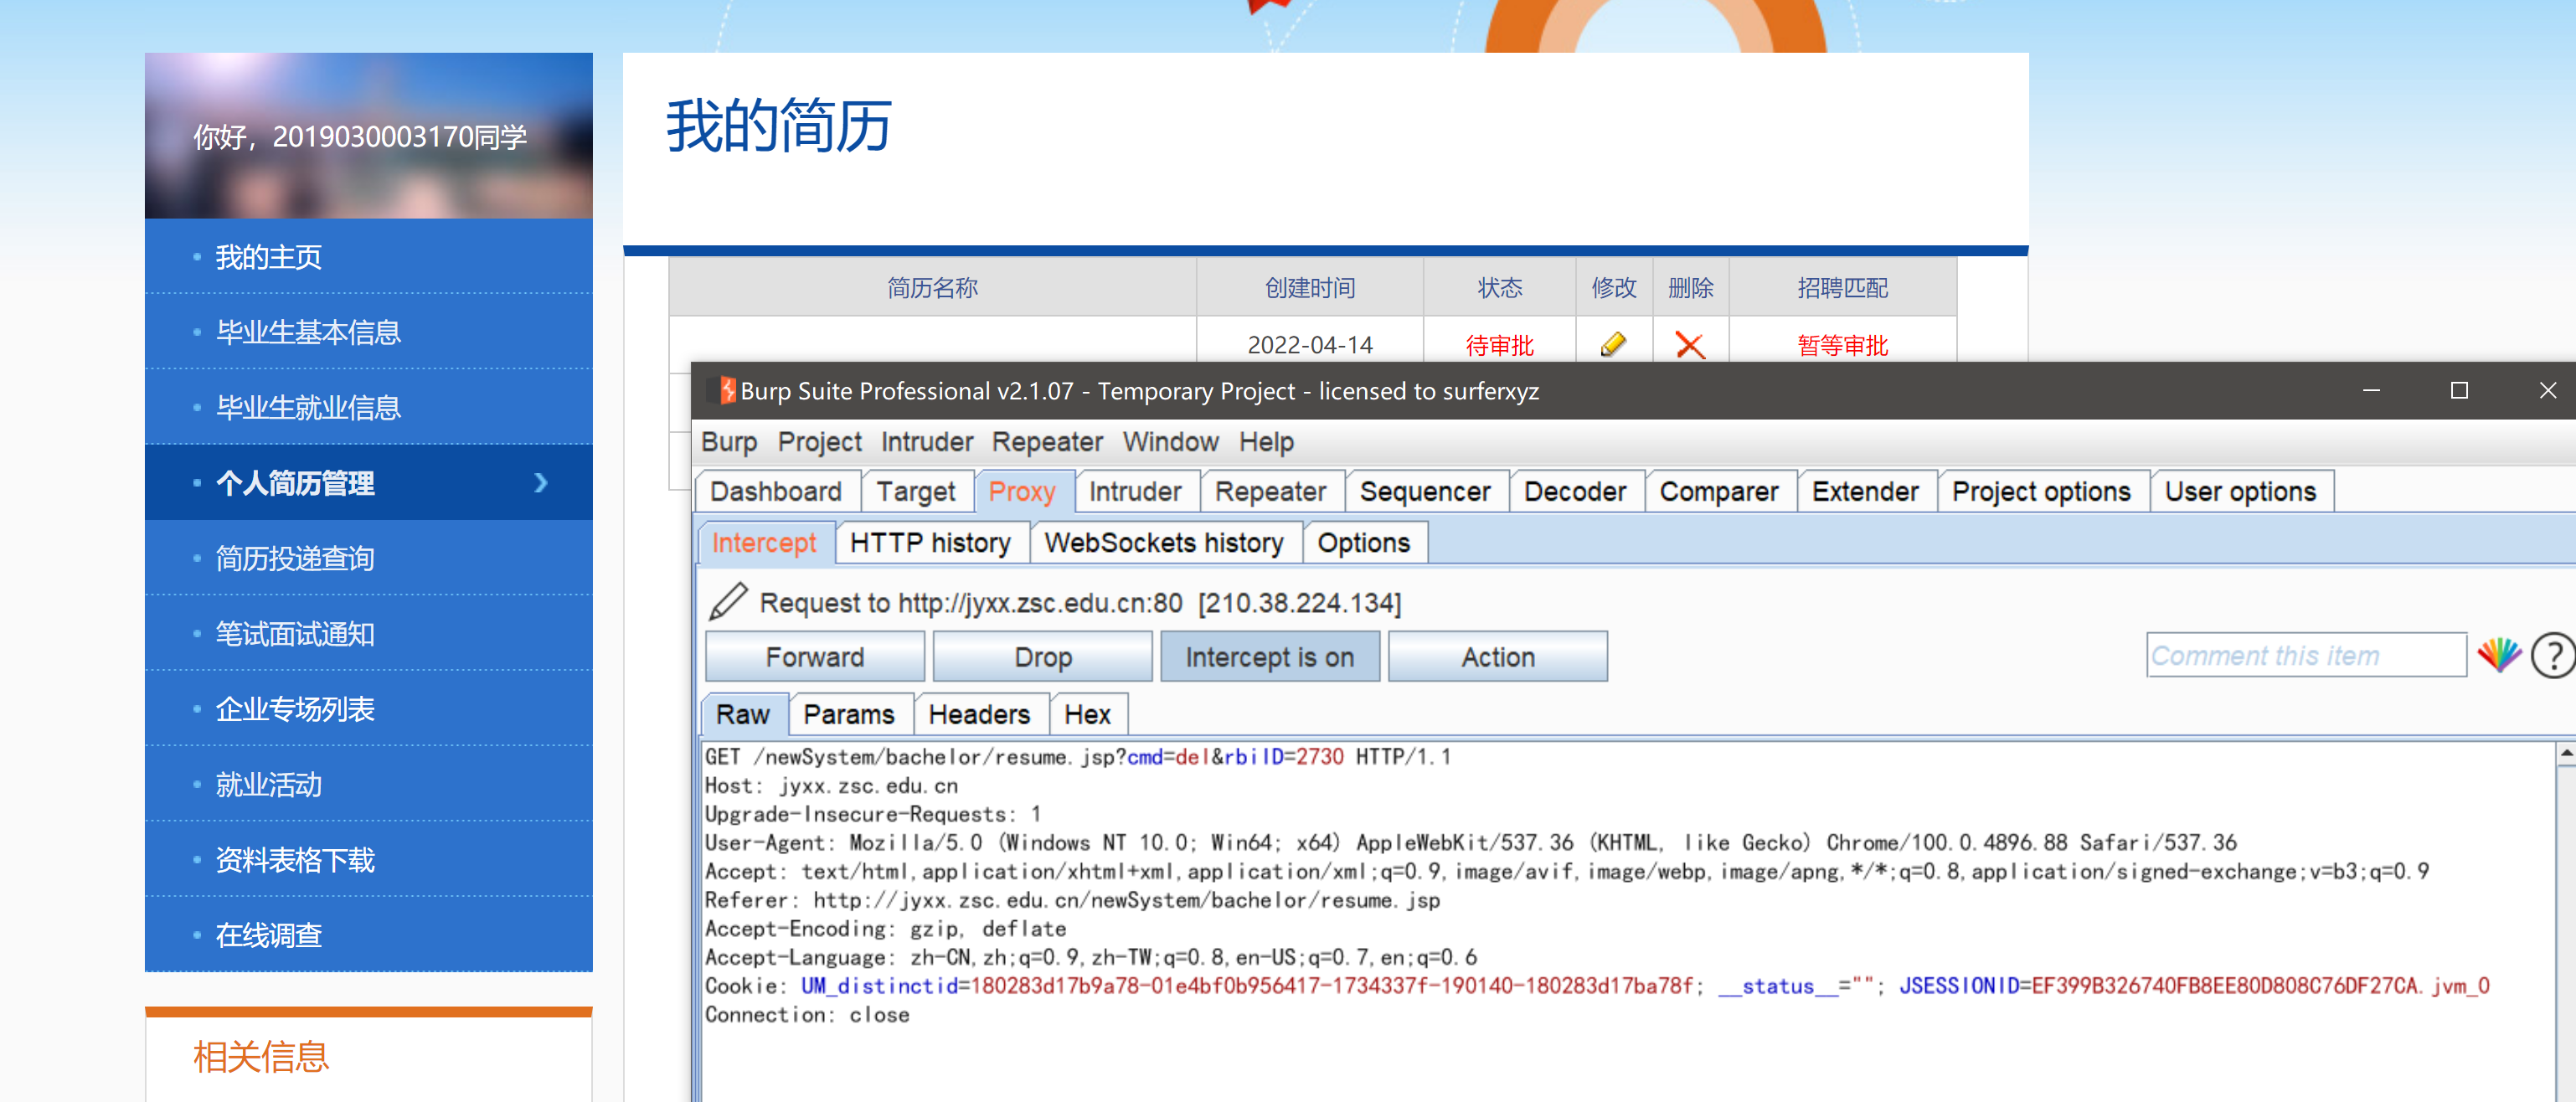 你好，2019030003170同学
我的主页
毕业生基本信息
毕业生就业信息
个人简历管理
简历投递查询
笔试面试通知
企业专场列表
就业活动
资料表格下载
在线调查
相关信息
我的简历
简历名称 创建时间 状态 修改 删除 招聘匹配
2022-04-14 待审批 暂等审批
Burp Suite Professional v2.1.07 - Temporary Project - licensed to surferxyz
Burp Project Intruder Repeater Window Help
Dashboard Target Proxy Intruder Repeater Sequencer Decoder Comparer Extender Project options User options
Intercept HTTP history WebSockets history Options
Request to http://jyxx.zsc.edu.cn:80 [210.38.224.134]
Forward Drop Intercept is on Action Comment this item ?
Raw Params Headers Hex
GET /newSystem/bachelor/resume.jsp?cmd=del&rbiID=2730 HTTP/1.1
Host: jyxx.zsc.edu.cn
Upgrade-Insecure-Requests: 1
User-Agent: Mozilla/5.0 (Windows NT 10.0; Win64; x64) AppleWebKit/537.36 (KHTML, like Gecko) Chrome/100.0.4896.88 Safari/537.36
Accept: text/html,application/xhtml+xml,application/xml;q=0.9,image/avif,image/webp,image/apng,*/*;q=0.8,application/signed-exchange;v=b3;q=0.9
Referer: http://jyxx.zsc.edu.cn/newSystem/bachelor/resume.jsp
Accept-Encoding: gzip, deflate
Accept-Language: zh-CN,zh;q=0.9,zh-TW;q=0.8,en-US;q=0.7,en;q=0.6
Cookie: UM_distinctid=180283d17b9a78-01e4bf0b956417-1734337f-190140-180283d17ba78f; __status__=""; JSESSIONID=EF399B326740FB8EE80D808C76DF27CA.jvm_0
Connection: close